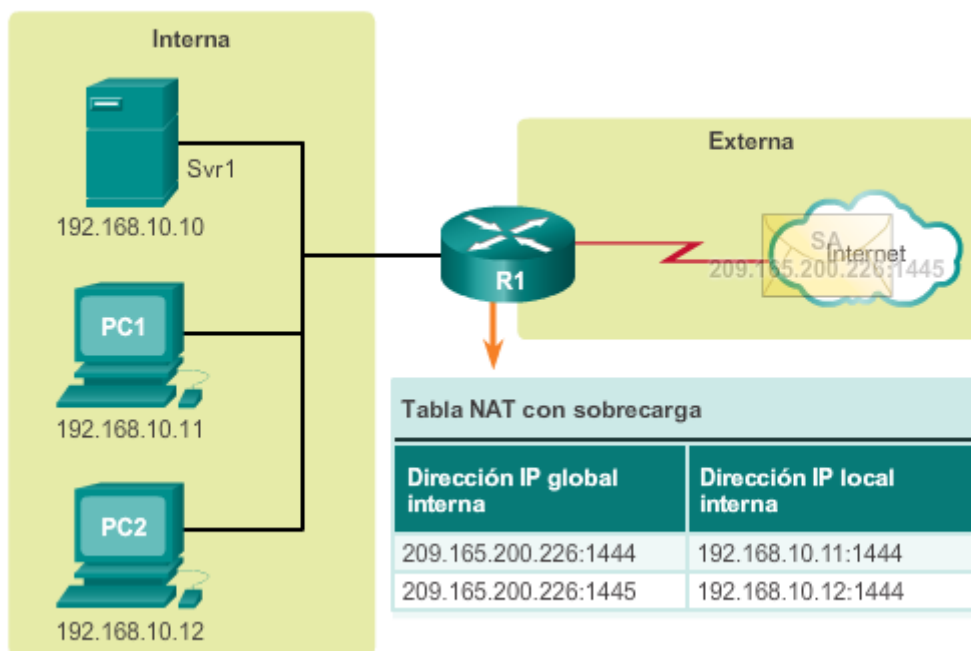 Interna
Svr1
192.168.10.10
PC1
192.168.10.11
PC2
192.168.10.12
Externa
SA
Internet
209.165.200.226:1445
R1
Tabla NAT con sobrecarga
Dirección IP global interna
Dirección IP local interna
209.165.200.226:1444
192.168.10.11:1444
209.165.200.226:1445
192.168.10.12:1444